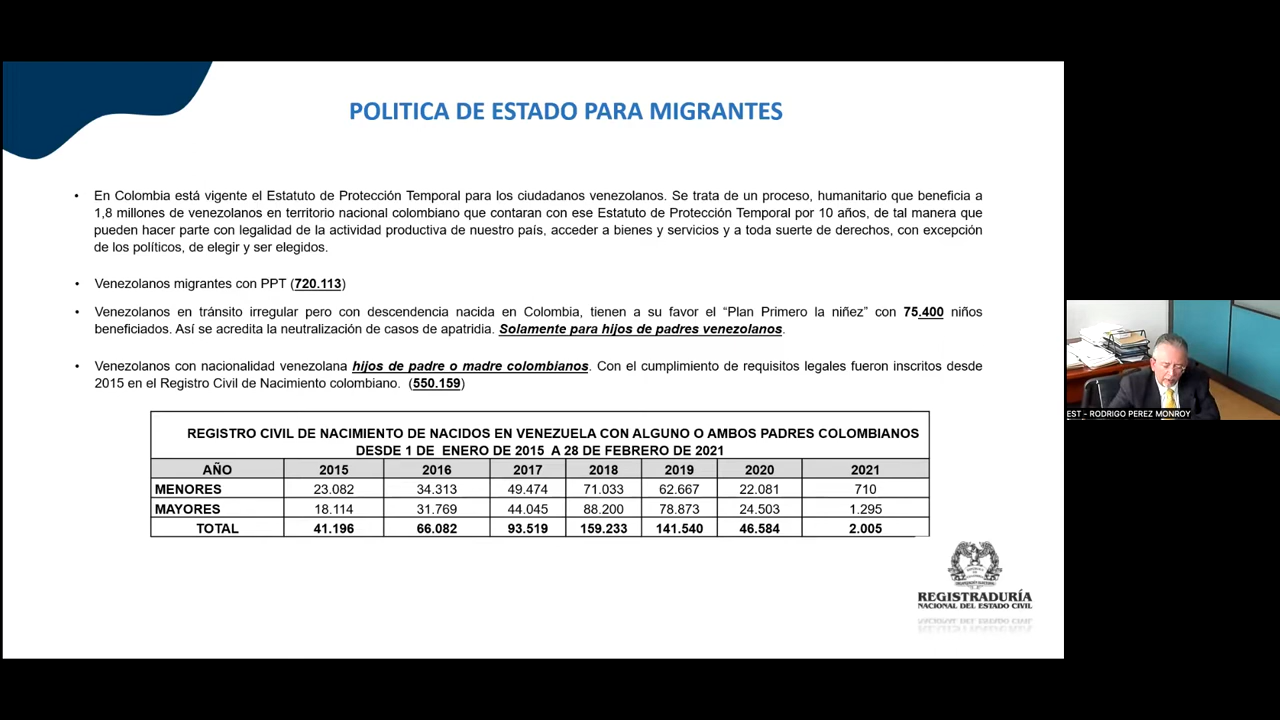 POLITICA DE ESTADO PARA MIGRANTES
• En Colombia está vigente el Estatuto de Protección Temporal para los ciudadanos venezolanos. Se trata de un proceso, humanitario que beneficia a
1,8 millones de venezolanos en territorio nacional colombiano que contaran con ese Estatuto de Protección Temporal por 10 años, de tal manera que
pueden hacer parte con legalidad de la actividad productiva de nuestro país, acceder a bienes y servicios y a toda suerte de derechos, con excepción
de los políticos, de elegir y ser elegidos.
• Venezolanos migrantes con PPT (720.113)
• Venezolanos en tránsito irregular pero con descendencia nacida en Colombia, tienen a su favor el “Plan Primero la niñez” con 75.400 niños
beneficiados. Así se acredita la neutralización de casos de apatridia. Solamente para hijos de padres venezolanos.
• Venezolanos con nacionalidad venezolana hijos de padre o madre colombianos. Con el cumplimiento de requisitos legales fueron inscritos desde
2015 en el Registro Civil de Nacimiento colombiano. (550.159)
REGISTRO CIVIL DE NACIMIENTO DE NACIDOS EN VENEZUELA CON ALGUNO O AMBOS PADRES COLOMBIANOS
DESDE 1 DE ENERO DE 2015 A 28 DE FEBRERO DE 2021
AÑO 2015 2016 2017 2018 2019 2020 2021
MENORES 23.082 34.313 49.474 71.033 62.667 22.081 710
MAYORES 18.114 31.769 44.045 88.200 78.873 24.503 1.295
TOTAL 41.196 66.082 93.519 159.233 141.540 46.584 2.005
REGISTRADURÍA
NACIONAL DEL ESTADO CIVIL
EST - RODRIGO PEREZ MONROY